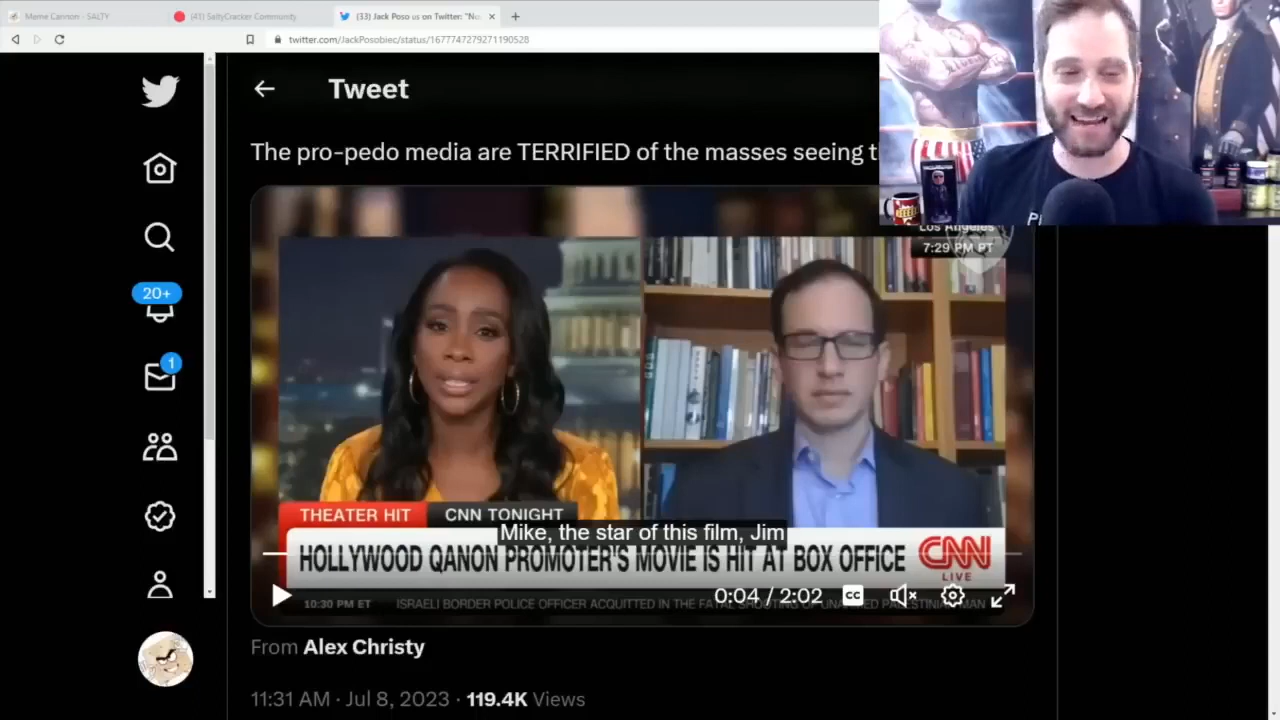 Meme Cannon - SALTY
(41) SaltyCracker Community
(33) Jack Poso us on Twitter: "No
twitter.com/JackPosobiec/status/1677747279271190528
Tweet
The pro-pedo media are TERRIFIED of the masses seeing t
Los Angeles
7:29 PM PT
20+
1
THEATER HIT
CNN TONIGHT
Mike, the star of this film, Jim
HOLLYWOOD QANON PROMOTER'S MOVIE IS HIT AT BOX OFFICE
CNN
LIVE
0:04 / 2:02
CC
10:30 PM ET
ISRAELI BORDER POLICE OFFICER ACQUITTED IN THE FATAL SHOOTING OF UNARMED PALESTINIAN MAN
From Alex Christy
11:31 AM · Jul 8, 2023 · 119.4K Views